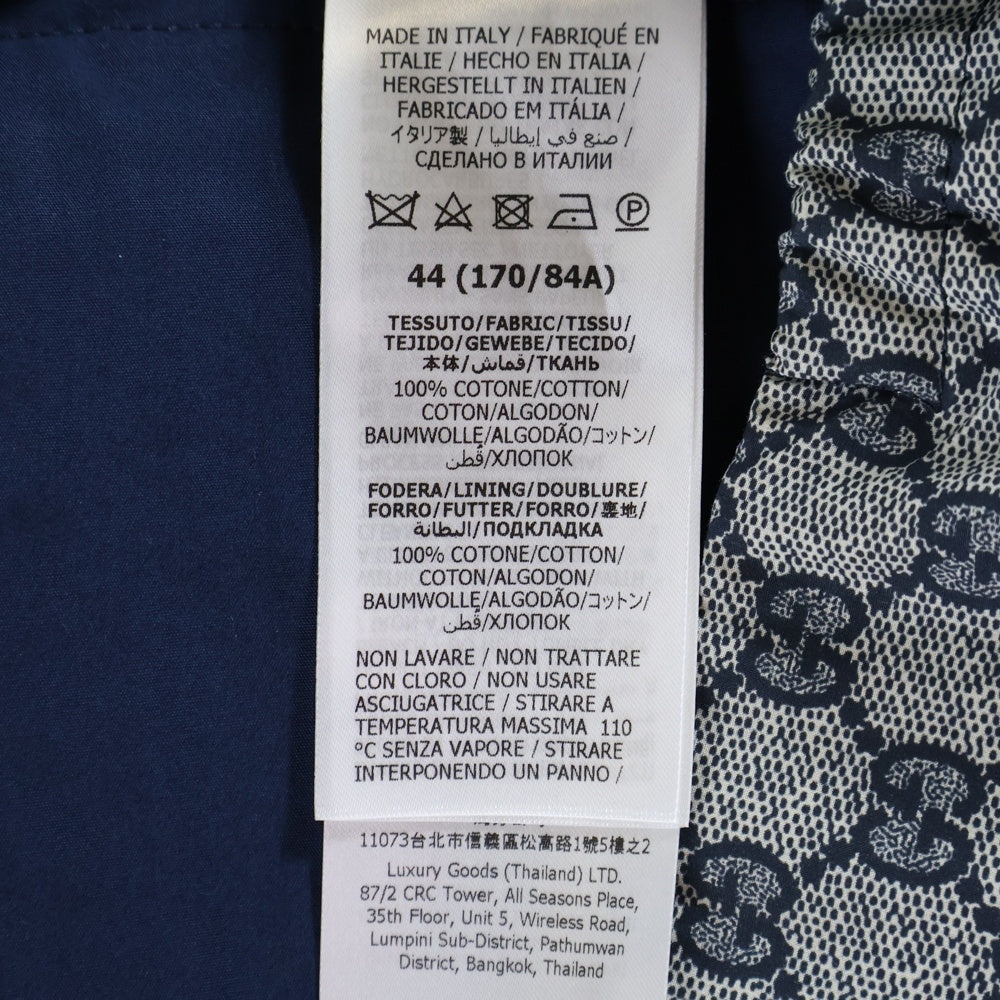 MADE IN ITALY / FABRIQUÉ EN
ITALIE / HECHO EN ITALIA /
HERGESTELLT IN ITALIEN /
FABRICADO EM ITÁLIA /
イタリア製 / صنع في إيطاليا /
СДЕЛАНО В ИТАЛИИ
P
44 (170/84A)
TESSUTO/FABRIC/TISSU/
TEJIDO/GEWEBE/TECIDO/
本体/قماش/ТКАНЬ
100% COTONE/COTTON/
COTON/ALGODON/
BAUMWOLLE/ALGODÃO/コットン/
قُطن/ХЛОПОК
FODERA/LINING/DOUBLURE/
FORRO/FUTTER/FORRO/裏地/
البطانة/ПОДКЛАДКА
100% COTONE/COTTON/
COTON/ALGODON/
BAUMWOLLE/ALGODÃO/コットン/
قُطن/ХЛОПОК
NON LAVARE / NON TRATTARE
CON CLORO / NON USARE
ASCIUGATRICE / STIRARE A
TEMPERATURA MASSIMA 110
°C SENZA VAPORE / STIRARE
INTERPONENDO UN PANNO /
11073台北市信義區松高路1號5樓之2
Luxury Goods (Thailand) LTD.
87/2 CRC Tower, All Seasons Place,
35th Floor, Unit 5, Wireless Road,
Lumpini Sub-District, Pathumwan
District, Bangkok, Thailand